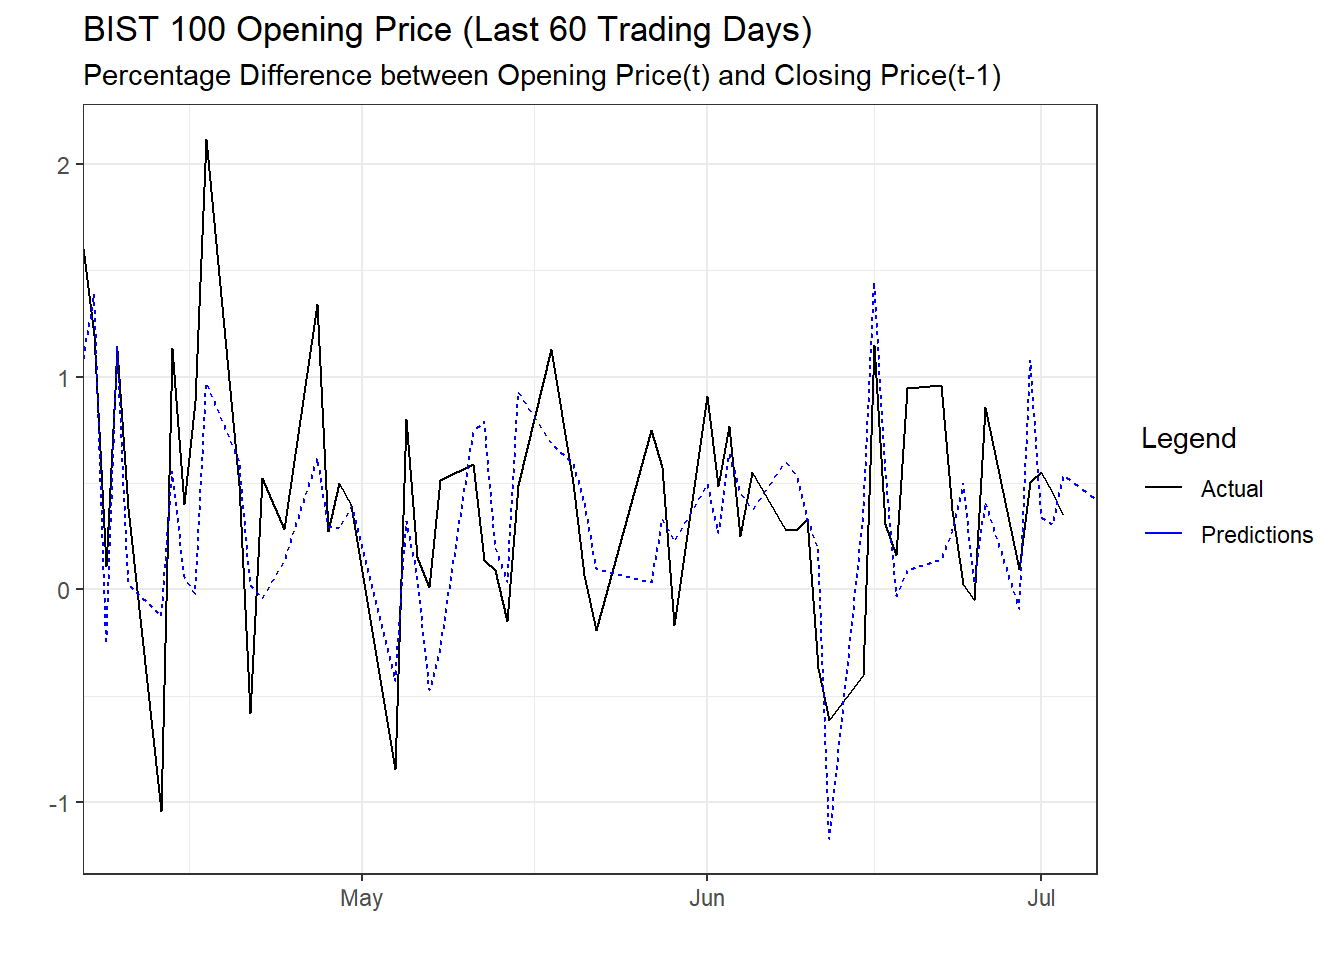 BIST 100 Opening Price (Last 60 Trading Days)
Percentage Difference between Opening Price(t) and Closing Price(t-1)
2
1
0
-1
May
Jun
Jul
Legend
Actual
Predictions